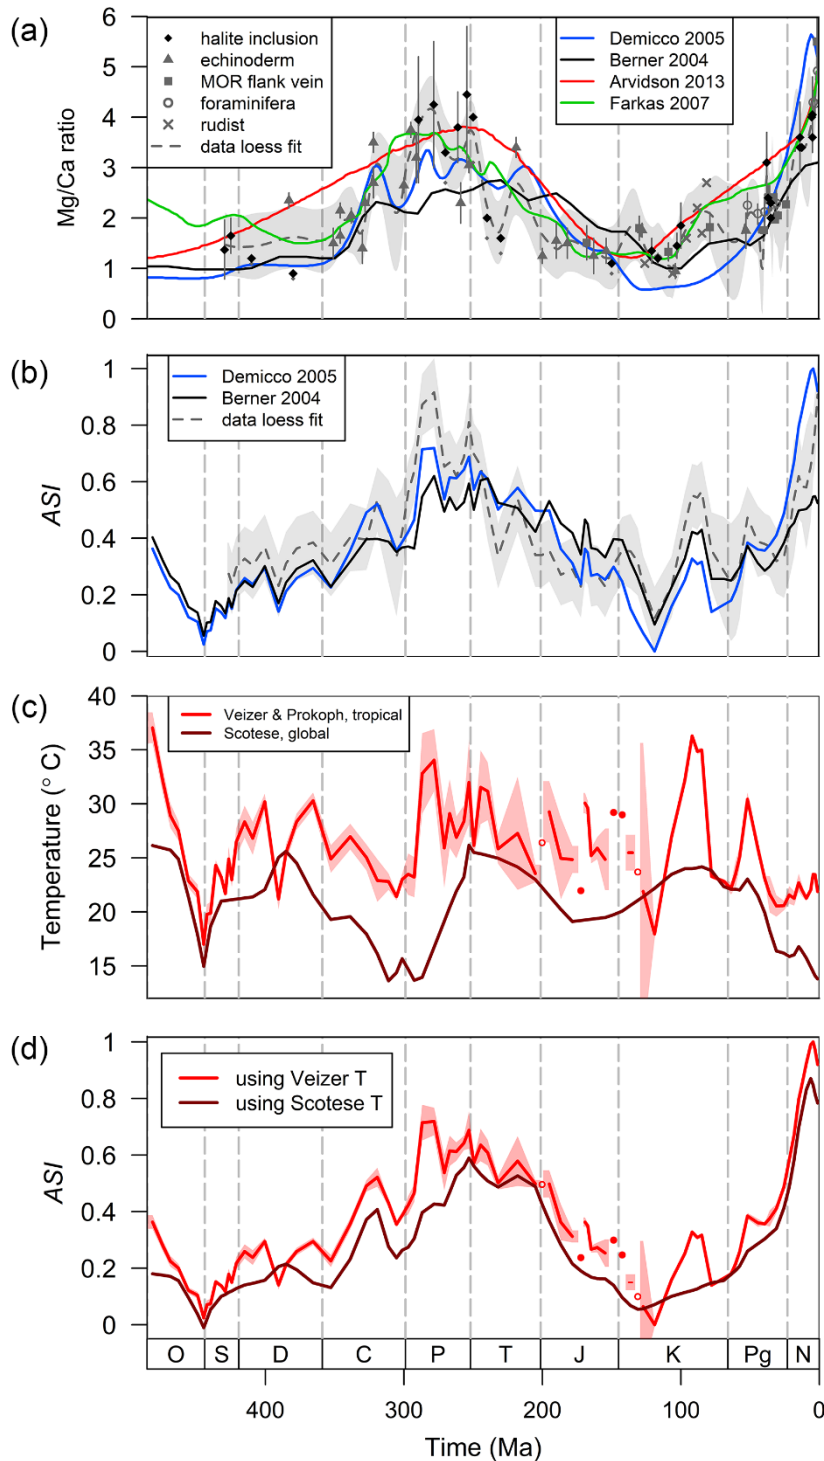 (a)
Mg/Ca ratio
6
5
4
3
2
1
0
halite inclusion
echinoderm
MOR flank vein
foraminifera
rudist
data loess fit
Demicco 2005
Berner 2004
Arvidson 2013
Farkas 2007
(b)
ASI
1
0.8
0.6
0.4
0.2
0
Demicco 2005
Berner 2004
data loess fit
(c)
Temperature (° C)
40
35
30
25
20
15
Veizer & Prokoph, tropical
Scotese, global
(d)
ASI
1
0.8
0.6
0.4
0.2
0
using Veizer T
using Scotese T
O S D C P T J K Pg N
400 300 200 100 0
Time (Ma)